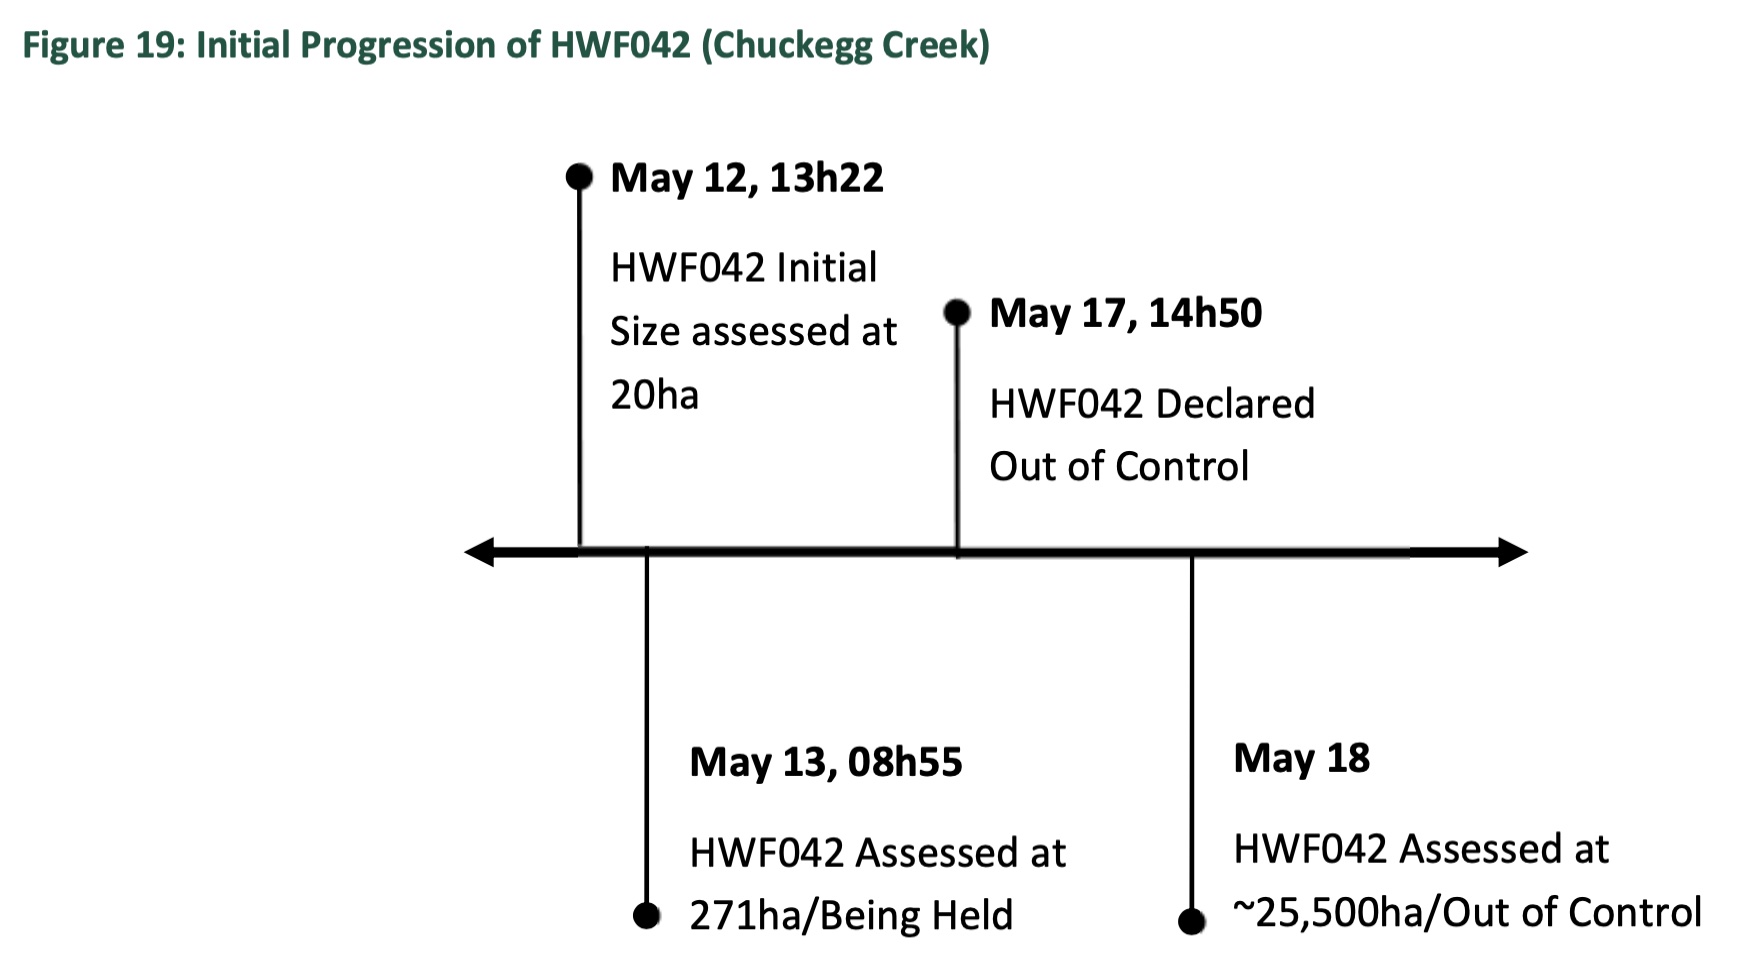 Figure 19: Initial Progression of HWF042 (Chuckegg Creek)
May 12, 13h22
HWF042 Initial
Size assessed at
20ha
May 17, 14h50
HWF042 Declared
Out of Control
May 13, 08h55
HWF042 Assessed at
271ha/Being Held
May 18
HWF042 Assessed at
~25,500ha/Out of Control